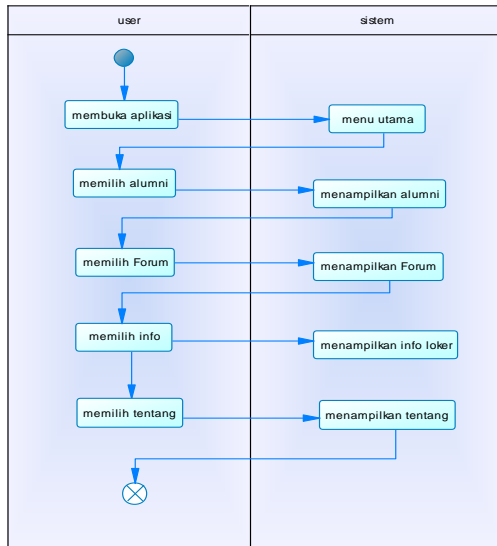 user
sistem
membuka aplikasi
menu utama
memilih alumni
menampilkan alumni
memilih Forum
menampilkan Forum
memilih info
menampilkan info loker
memilih tentang
menampilkan tentang